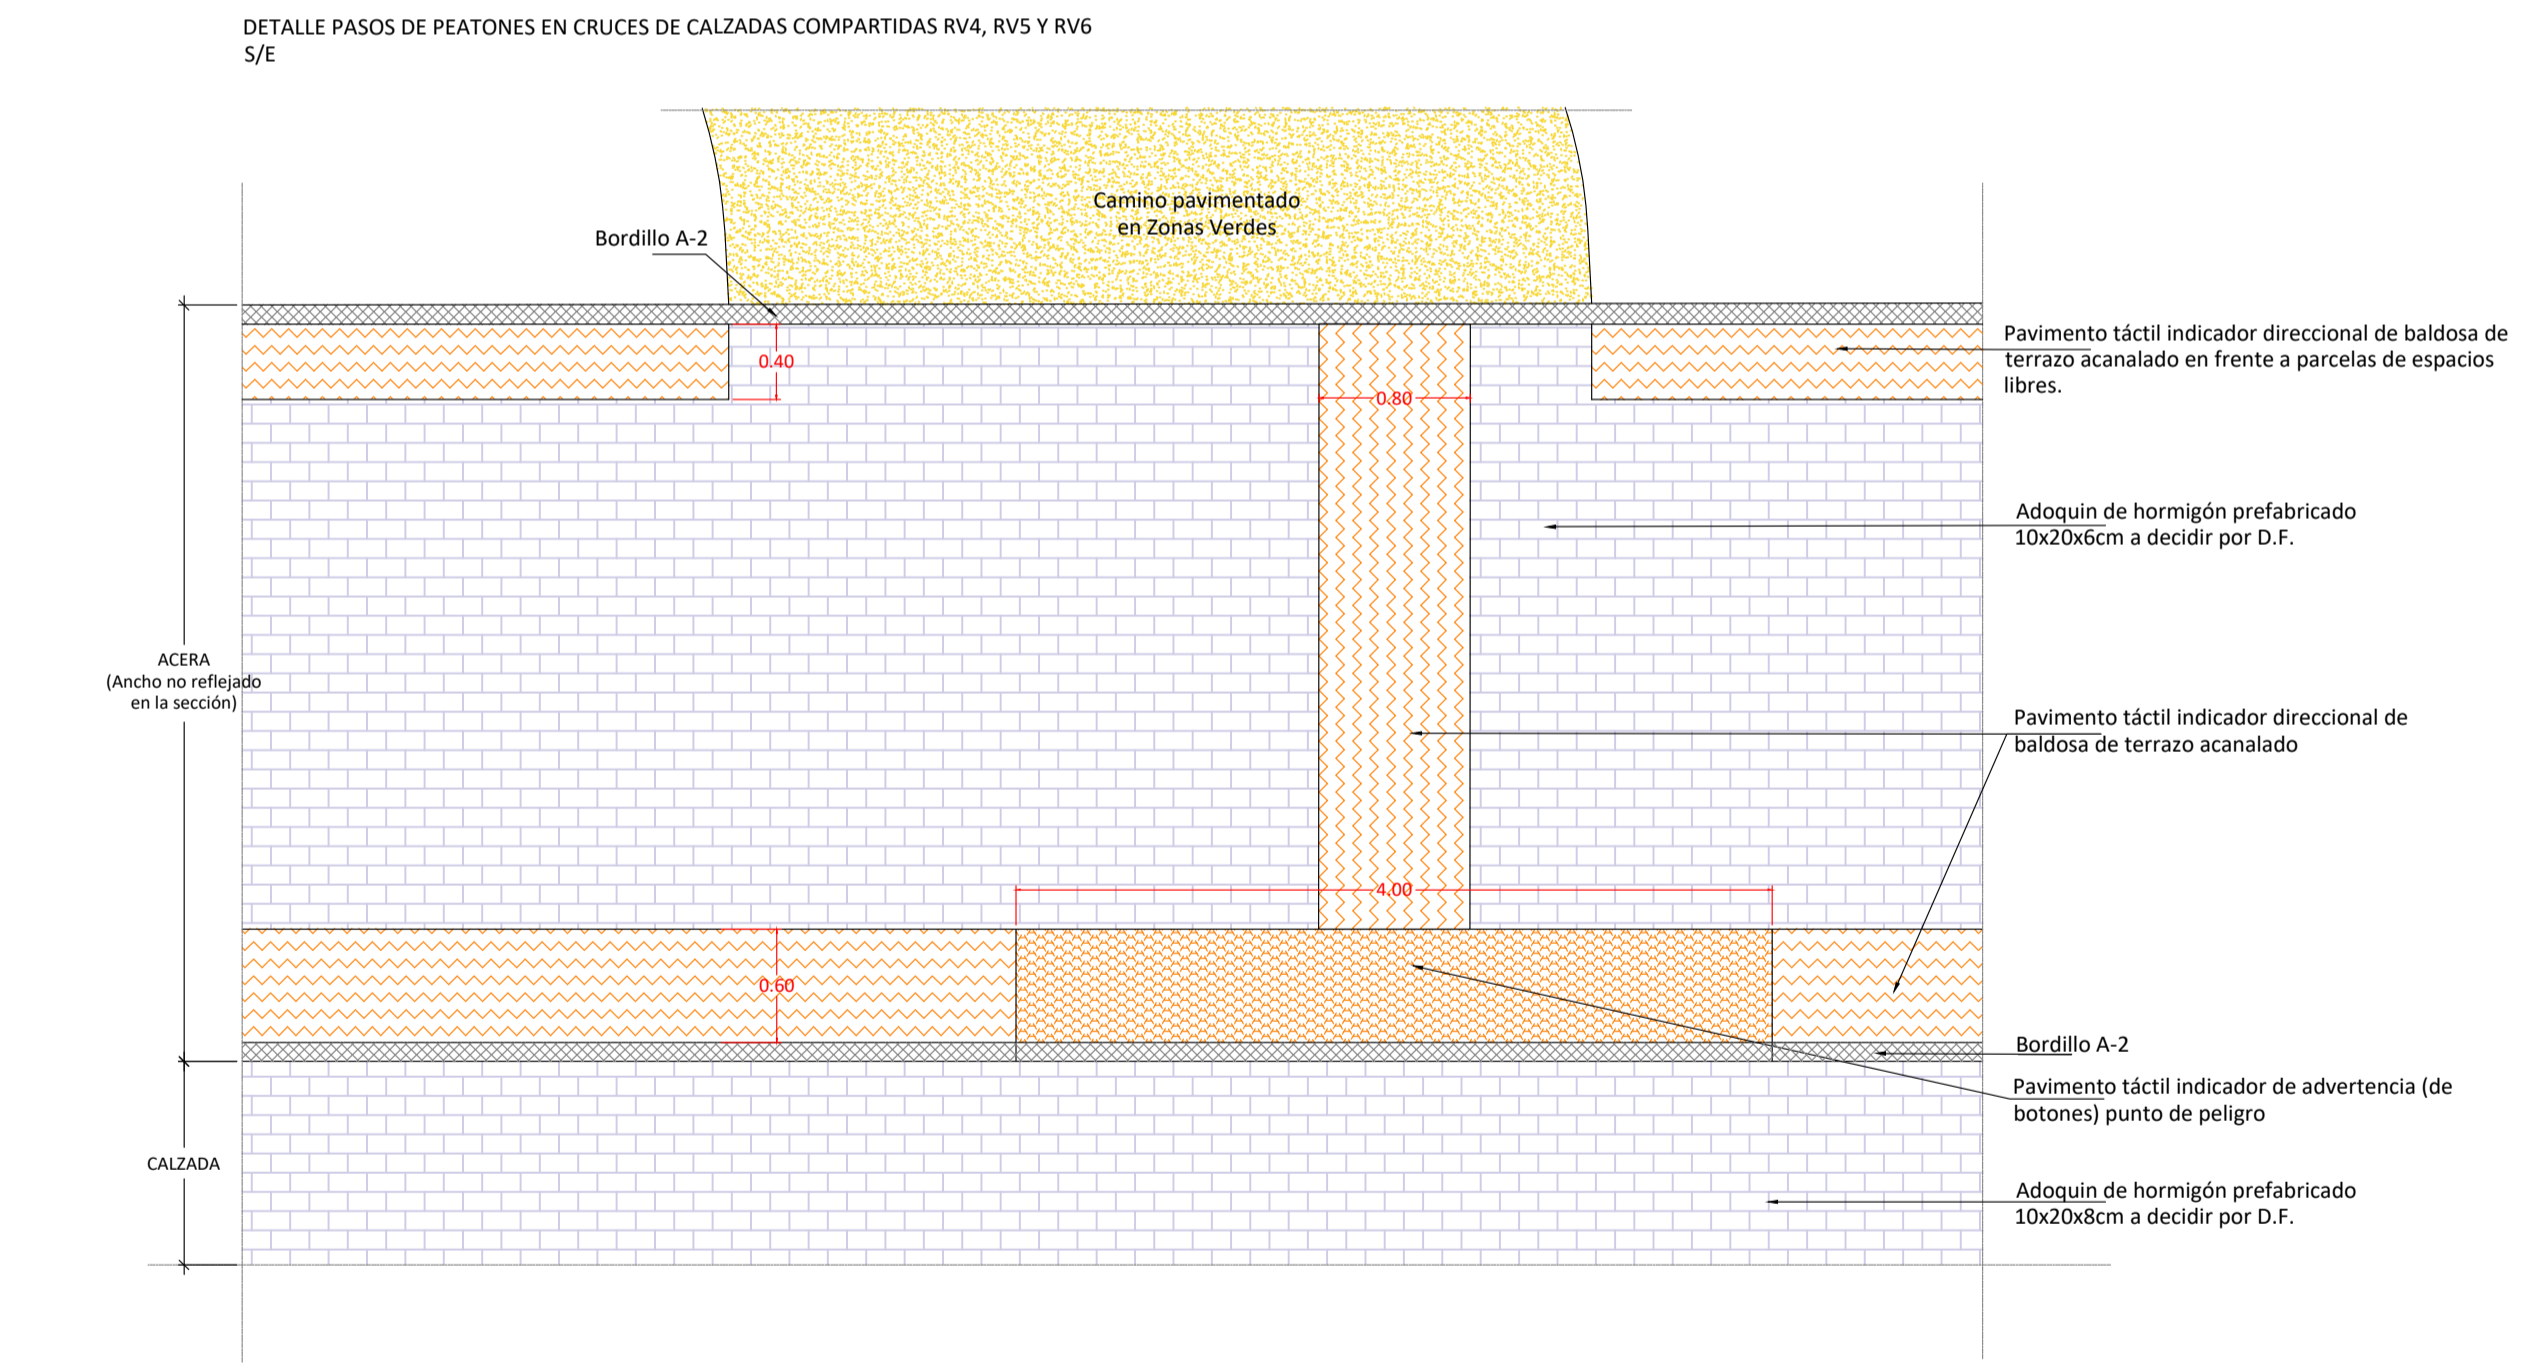 DETALLE PASOS DE PEATONES EN CRUCES DE CALZADAS COMPARTIDAS RV4, RV5 Y RV6
S/E
Camino pavimentado
en Zonas Verdes
Bordillo A-2
Pavimento táctil indicador direccional de baldosa de
terrazo acanalado en frente a parcelas de espacios
libres.
0.40
0.80
Adoquin de hormigón prefabricado
10x20x6cm a decidir por D.F.
ACERA
(Ancho no reflejado
en la sección)
Pavimento táctil indicador direccional de
baldosa de terrazo acanalado
4.00
0.60
Bordillo A-2
Pavimento táctil indicador de advertencia (de
botones) punto de peligro
CALZADA
Adoquin de hormigón prefabricado
10x20x8cm a decidir por D.F.